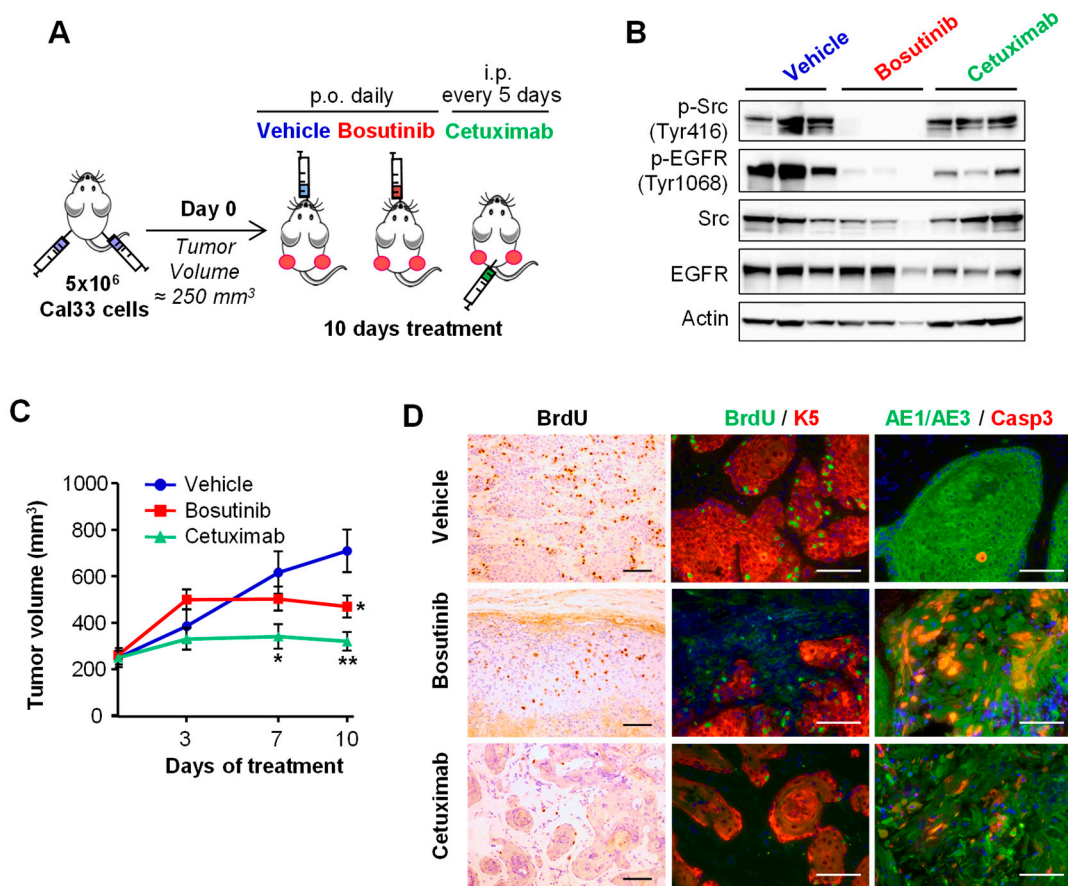 A
p.o. daily
i.p.
every 5 days
Vehicle Bosutinib Cetuximab
Day 0
Tumor
Volume
≈ 250 mm³
5x10⁶
Cal33 cells
10 days treatment
B
Vehicle
Bosutinib
Cetuximab
p-Src
(Tyr416)
p-EGFR
(Tyr1068)
Src
EGFR
Actin
C
Vehicle
Bosutinib
Cetuximab
Tumor volume (mm³)
1000
800
600
400
200
0
*
*
**
3 7 10
Days of treatment
D
BrdU
BrdU / K5
AE1/AE3 / Casp3
Vehicle
Bosutinib
Cetuximab